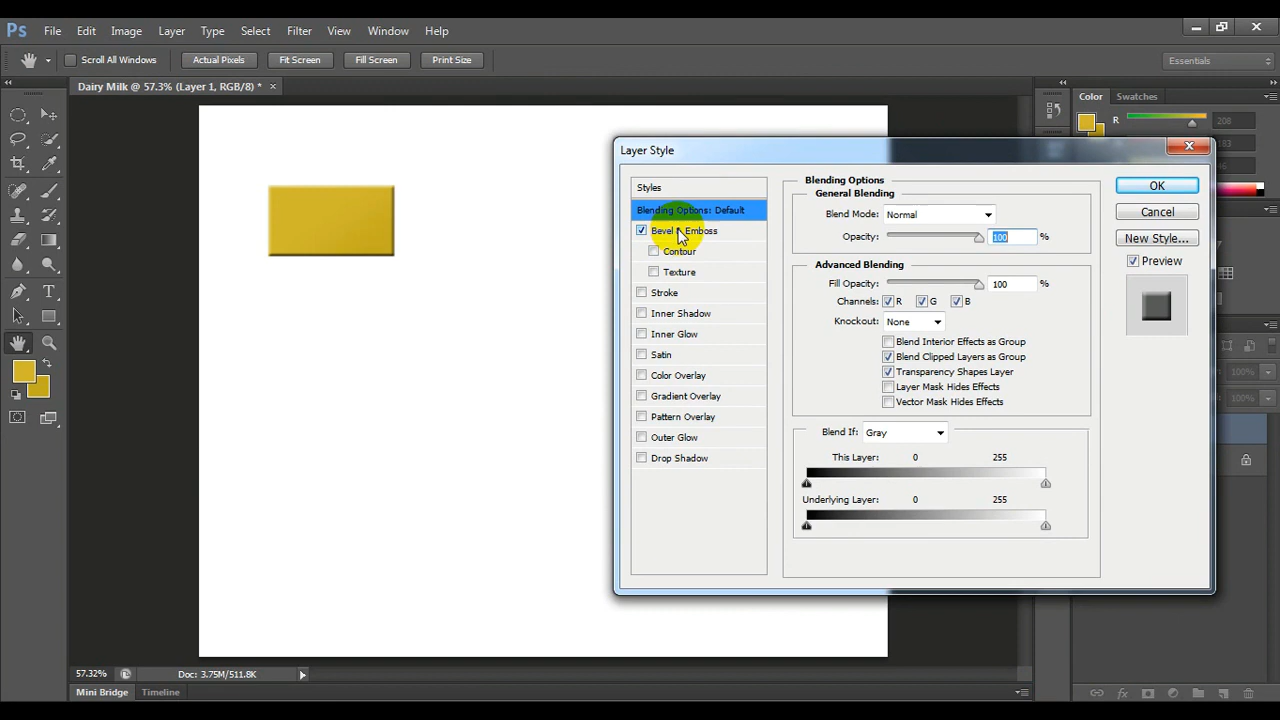 Ps File Edit Image Layer Type Select Filter View Window Help
Scroll All Windows Actual Pixels Fit Screen Fill Screen Print Size Essentials
Dairy Milk @ 57.3% (Layer 1, RGB/8) * ×
Color Swatches
R 208
183
46
Layer Style
Styles
Blending Options: Default
Bevel & Emboss
Contour
Texture
Stroke
Inner Shadow
Inner Glow
Satin
Color Overlay
Gradient Overlay
Pattern Overlay
Outer Glow
Drop Shadow
Blending Options
General Blending
Blend Mode: Normal
Opacity: 100 %
Advanced Blending
Fill Opacity: 100 %
Channels: R G B
Knockout: None
Blend Interior Effects as Group
Blend Clipped Layers as Group
Transparency Shapes Layer
Layer Mask Hides Effects
Vector Mask Hides Effects
Blend If: Gray
This Layer: 0 255
Underlying Layer: 0 255
OK
Cancel
New Style...
Preview
100%
100%
57.32% Doc: 3.75M/511.8K
Mini Bridge Timeline